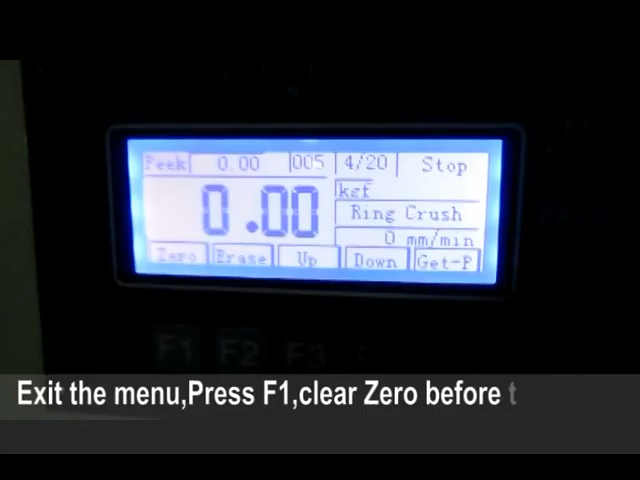 Peek 0.00 005 4/20 Stop
0.00
kgf
Ring Crush
0 mm/min
Zero Erase Up Down Get-P
F1 F2 F3
Exit the menu,Press F1,clear Zero before t